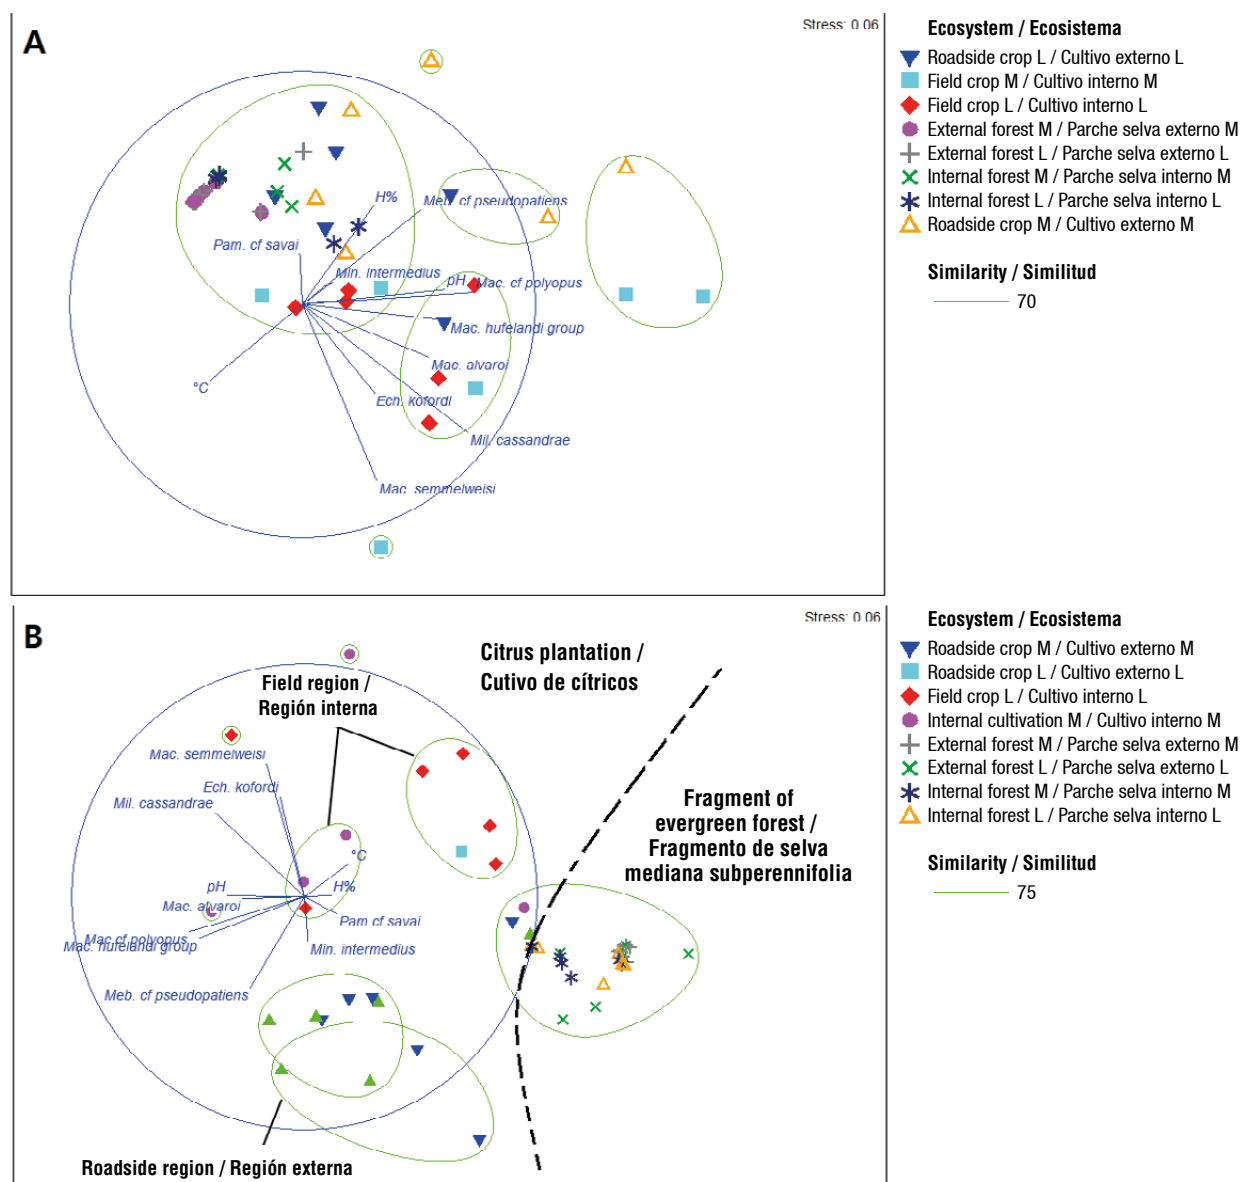 A
Stress: 0.06
H%
Meb. cf pseudopatiens
Pam. cf savai
Min. intermedius
pH
Mac. cf polyopus
Mac. hufelandi group
Mac. alvaroi
°C
Ech. kofordi
Mil. cassandrae
Mac. semmelweisi
Ecosystem / Ecosistema
Roadside crop L / Cultivo externo L
Field crop M / Cultivo interno M
Field crop L / Cultivo interno L
External forest M / Parche selva externo M
External forest L / Parche selva externo L
Internal forest M / Parche selva interno M
Internal forest L / Parche selva interno L
Roadside crop M / Cultivo externo M
Similarity / Similitud
70
B
Stress: 0.06
Citrus plantation /
Cutivo de cítricos
Field region /
Región interna
Mac. semmelweisi
Ech. kofordi
Mil. cassandrae
°C
pH
H%
Mac. alvaroi
Pam cf savai
Mac cf polyopus
Mac. hufelandi group
Min. intermedius
Meb. cf pseudopatiens
Fragment of
evergreen forest /
Fragmento de selva
mediana subperennifolia
Roadside region / Región externa
Ecosystem / Ecosistema
Roadside crop M / Cultivo externo M
Roadside crop L / Cultivo externo L
Field crop L / Cultivo interno L
Internal cultivation M / Cultivo interno M
External forest M / Parche selva externo M
External forest L / Parche selva externo L
Internal forest M / Parche selva interno M
Internal forest L / Parche selva interno L
Similarity / Similitud
75